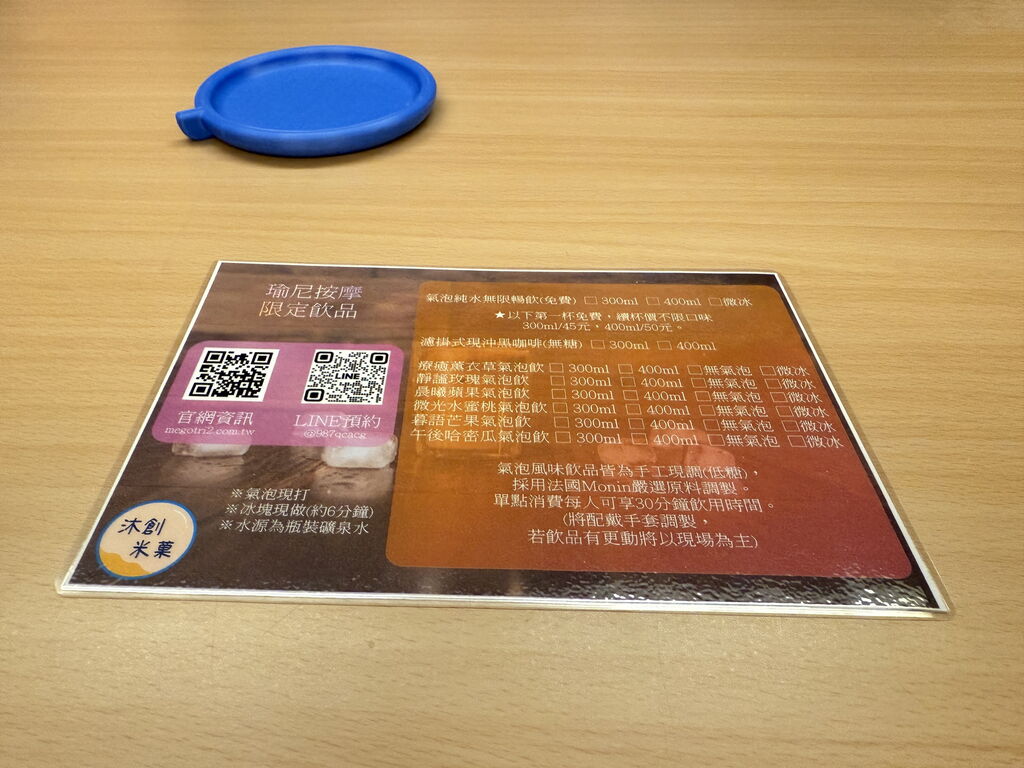 瑜尼按摩
限定飲品
LINE
官網資訊
mcgotri2.com.tw
LINE預約
@987qcacg
※氣泡現打
※冰塊現做(約6分鐘)
※水源為瓶裝礦泉水
沐創
米菓
氣泡純水無限暢飲(免費) □ 300ml □ 400ml □微冰
★以下第一杯免費，續杯價不限口味
300ml/45元，400ml/50元。
濾掛式現沖黑咖啡(無糖) □ 300ml □ 400ml
療癒薰衣草氣泡飲 □ 300ml □ 400ml □無氣泡 □微冰
靜謐玫瑰氣泡飲 □ 300ml □ 400ml □無氣泡 □微冰
晨曦蘋果氣泡飲 □ 300ml □ 400ml □無氣泡 □微冰
微光水蜜桃氣泡飲 □ 300ml □ 400ml □無氣泡 □微冰
暮語芒果氣泡飲 □ 300ml □ 400ml □無氣泡 □微冰
午後哈密瓜氣泡飲 □ 300ml □ 400ml □無氣泡 □微冰
氣泡風味飲品皆為手工現調(低糖)，
採用法國Monin嚴選原料調製。
單點消費每人可享30分鐘飲用時間。
(將配戴手套調製，
若飲品有更動將以現場為主)